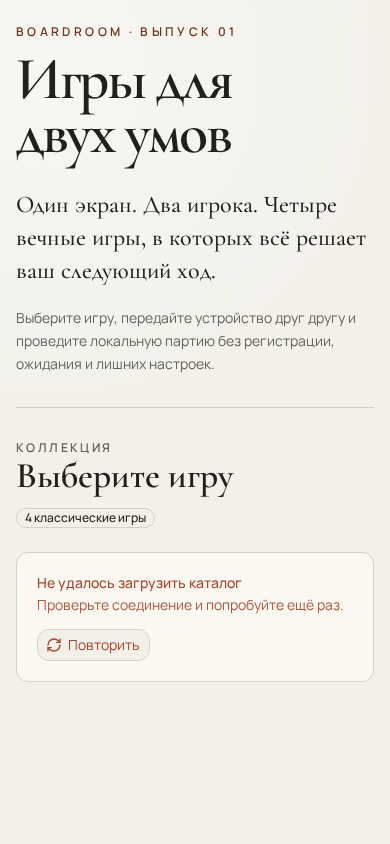 BOARDROOM · ВЫПУСК 01
Игры для
двух умов
Один экран. Два игрока. Четыре
вечные игры, в которых всё решает
ваш следующий ход.
Выберите игру, передайте устройство друг другу и
проведите локальную партию без регистрации,
ожидания и лишних настроек.
КОЛЛЕКЦИЯ
Выберите игру
4 классические игры
Не удалось загрузить каталог
Проверьте соединение и попробуйте ещё раз.
Повторить